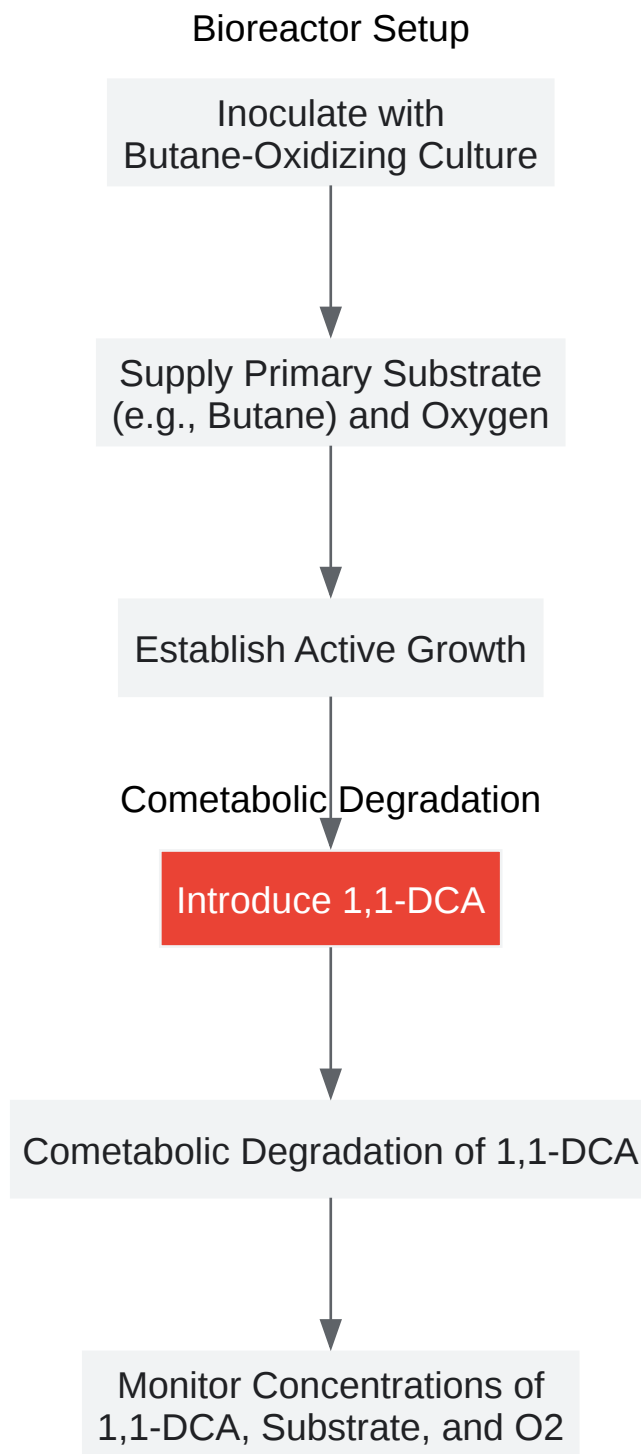 Bioreactor Setup
Inoculate with
Butane-Oxidizing Culture
Supply Primary Substrate
(e.g., Butane) and Oxygen
Establish Active Growth
Cometabolic Degradation
Introduce 1,1-DCA
Cometabolic Degradation of 1,1-DCA
Monitor Concentrations of
1,1-DCA, Substrate, and O2